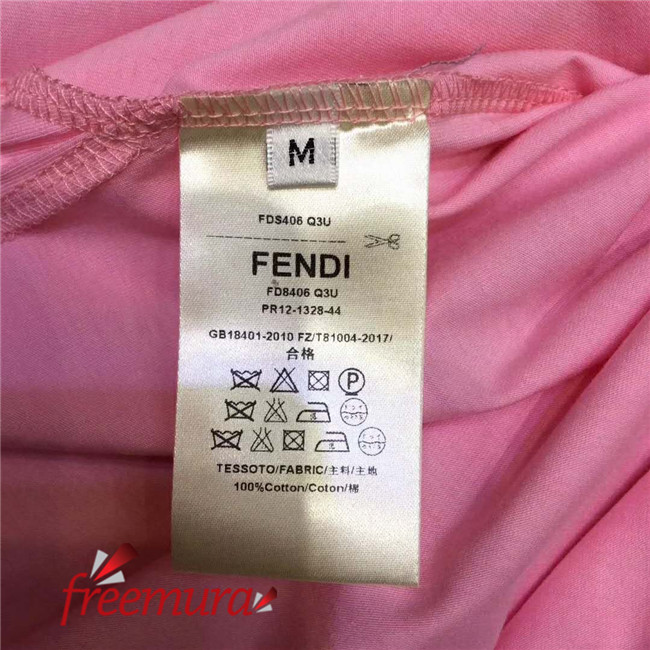 M
FDS406 Q3U
FENDI
FD8406 Q3U
PR12-1328-44
GB18401-2010 FZ/T81004-2017/
合格
P
TESSOTO/FABRIC/主料/主地
100%Cotton/Coton/棉
freemura